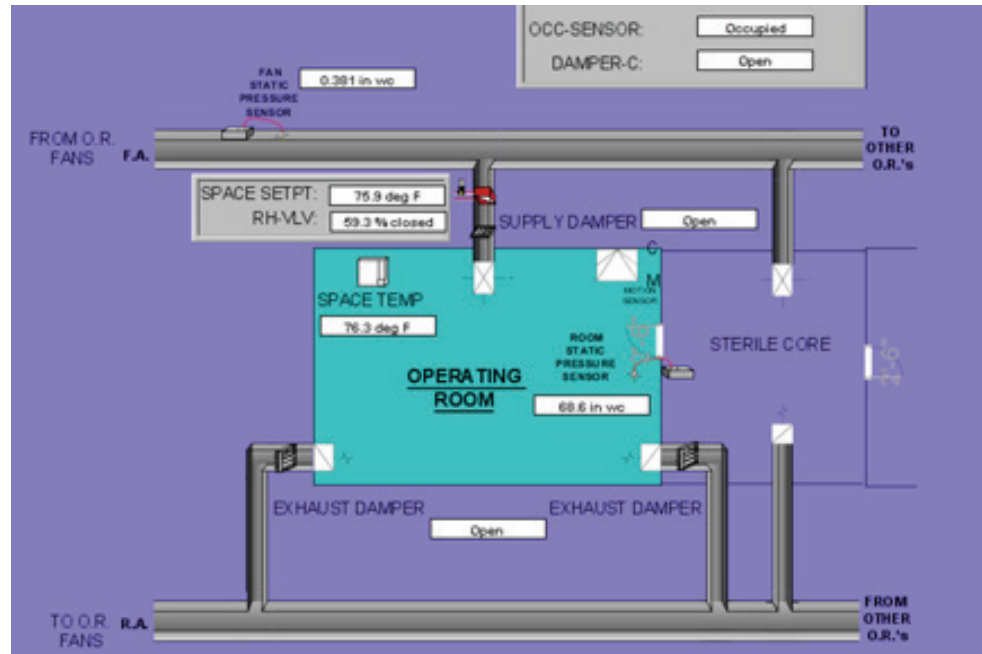 OCC-SENSOR: Occupied
DAMPER-C: Open
FAN
STATIC
PRESSURE
SENSOR
0.381 in wc
FROM O.R.
FANS
F.A.
TO
OTHER
O.R.'s
SPACE SETPT: 75.9 deg F
RH-VLV: 59.3 % closed
SUPPLY DAMPER Open
C
M
MOTION
SENSOR
SPACE TEMP
76.3 deg F
ROOM
STATIC
PRESSURE
SENSOR
68.6 in wc
OPERATING
ROOM
STERILE CORE
2'-6"
EXHAUST DAMPER
EXHAUST DAMPER
Open
TO O.R.
FANS
R.A.
FROM
OTHER
O.R.'s